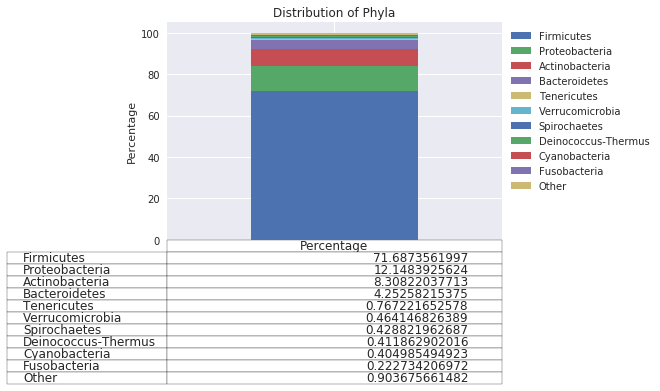 Distribution of Phyla
100
80
60
40
20
0
Percentage
Firmicutes
Proteobacteria
Actinobacteria
Bacteroidetes
Tenericutes
Verrucomicrobia
Spirochaetes
Deinococcus-Thermus
Cyanobacteria
Fusobacteria
Other
Percentage
Firmicutes 71.6873561997
Proteobacteria 12.1483925624
Actinobacteria 8.30822037713
Bacteroidetes 4.25258215375
Tenericutes 0.767221652578
Verrucomicrobia 0.464146826389
Spirochaetes 0.428821962687
Deinococcus-Thermus 0.411862902016
Cyanobacteria 0.404985494923
Fusobacteria 0.222734206972
Other 0.903675661482